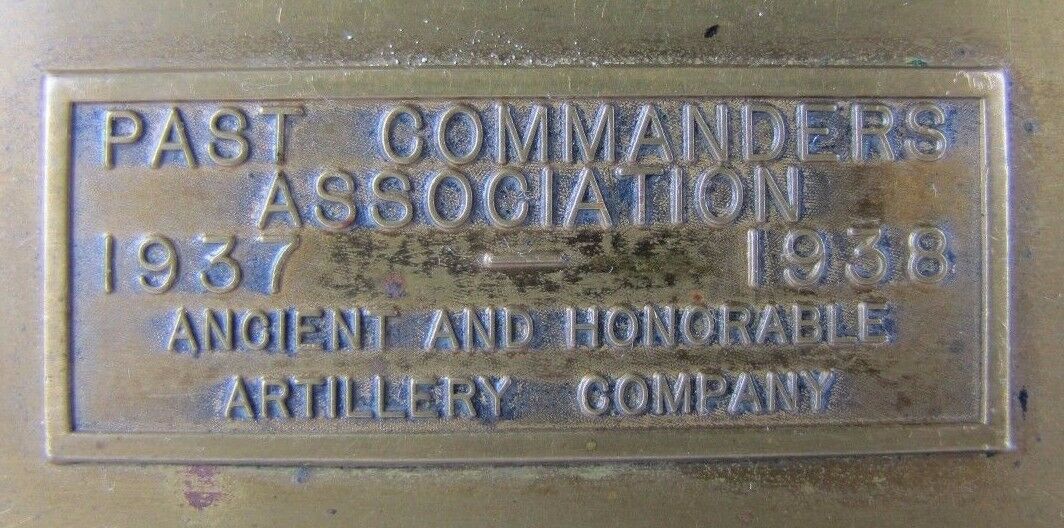 PAST COMMANDERS
ASSOCIATION
1937 — 1938
ANCIENT AND HONORABLE
ARTILLERY COMPANY